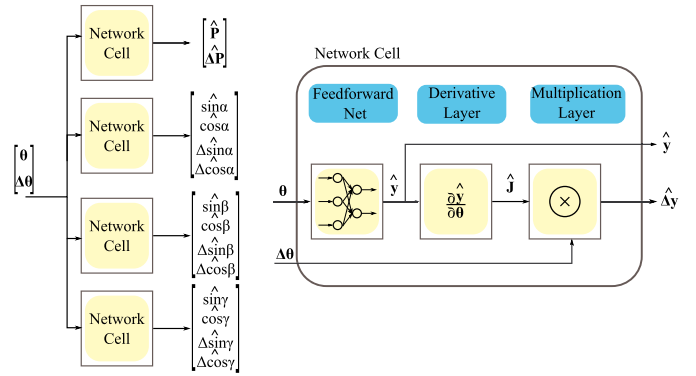 θ
Δθ
Network
Cell
P̂
ΔP̂
Network
Cell
sin̂α
coŝα
Δsin̂α
Δcoŝα
Network
Cell
sin̂β
coŝβ
Δsin̂β
Δcoŝβ
Network
Cell
sin̂γ
coŝγ
Δsin̂γ
Δcoŝγ
Network Cell
Feedforward
Net
Derivative
Layer
Multiplication
Layer
θ
ŷ
∂ŷ
∂θ
Ĵ
×
ŷ
Δ̂y
Δθ